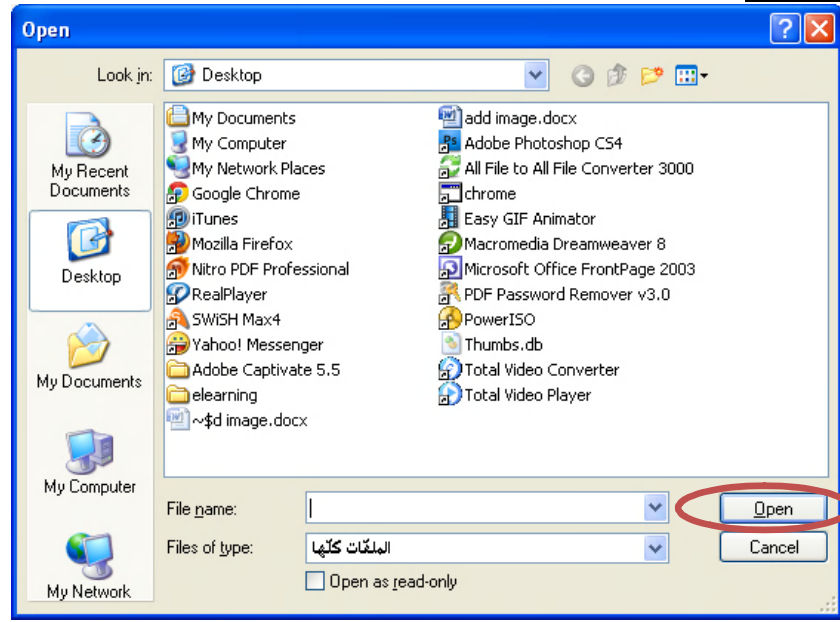 Open
Look in: Desktop
My Recent
Documents
Desktop
My Documents
My Computer
My Network
My Documents
My Computer
My Network Places
Google Chrome
iTunes
Mozilla Firefox
Nitro PDF Professional
RealPlayer
SWiSH Max4
Yahoo! Messenger
Adobe Captivate 5.5
elearning
~$d image.docx
add image.docx
Adobe Photoshop CS4
All File to All File Converter 3000
chrome
Easy GIF Animator
Macromedia Dreamweaver 8
Microsoft Office FrontPage 2003
PDF Password Remover v3.0
PowerISO
Thumbs.db
Total Video Converter
Total Video Player
File name:
Open
Files of type: الملفّات كلّها
Cancel
Open as read-only